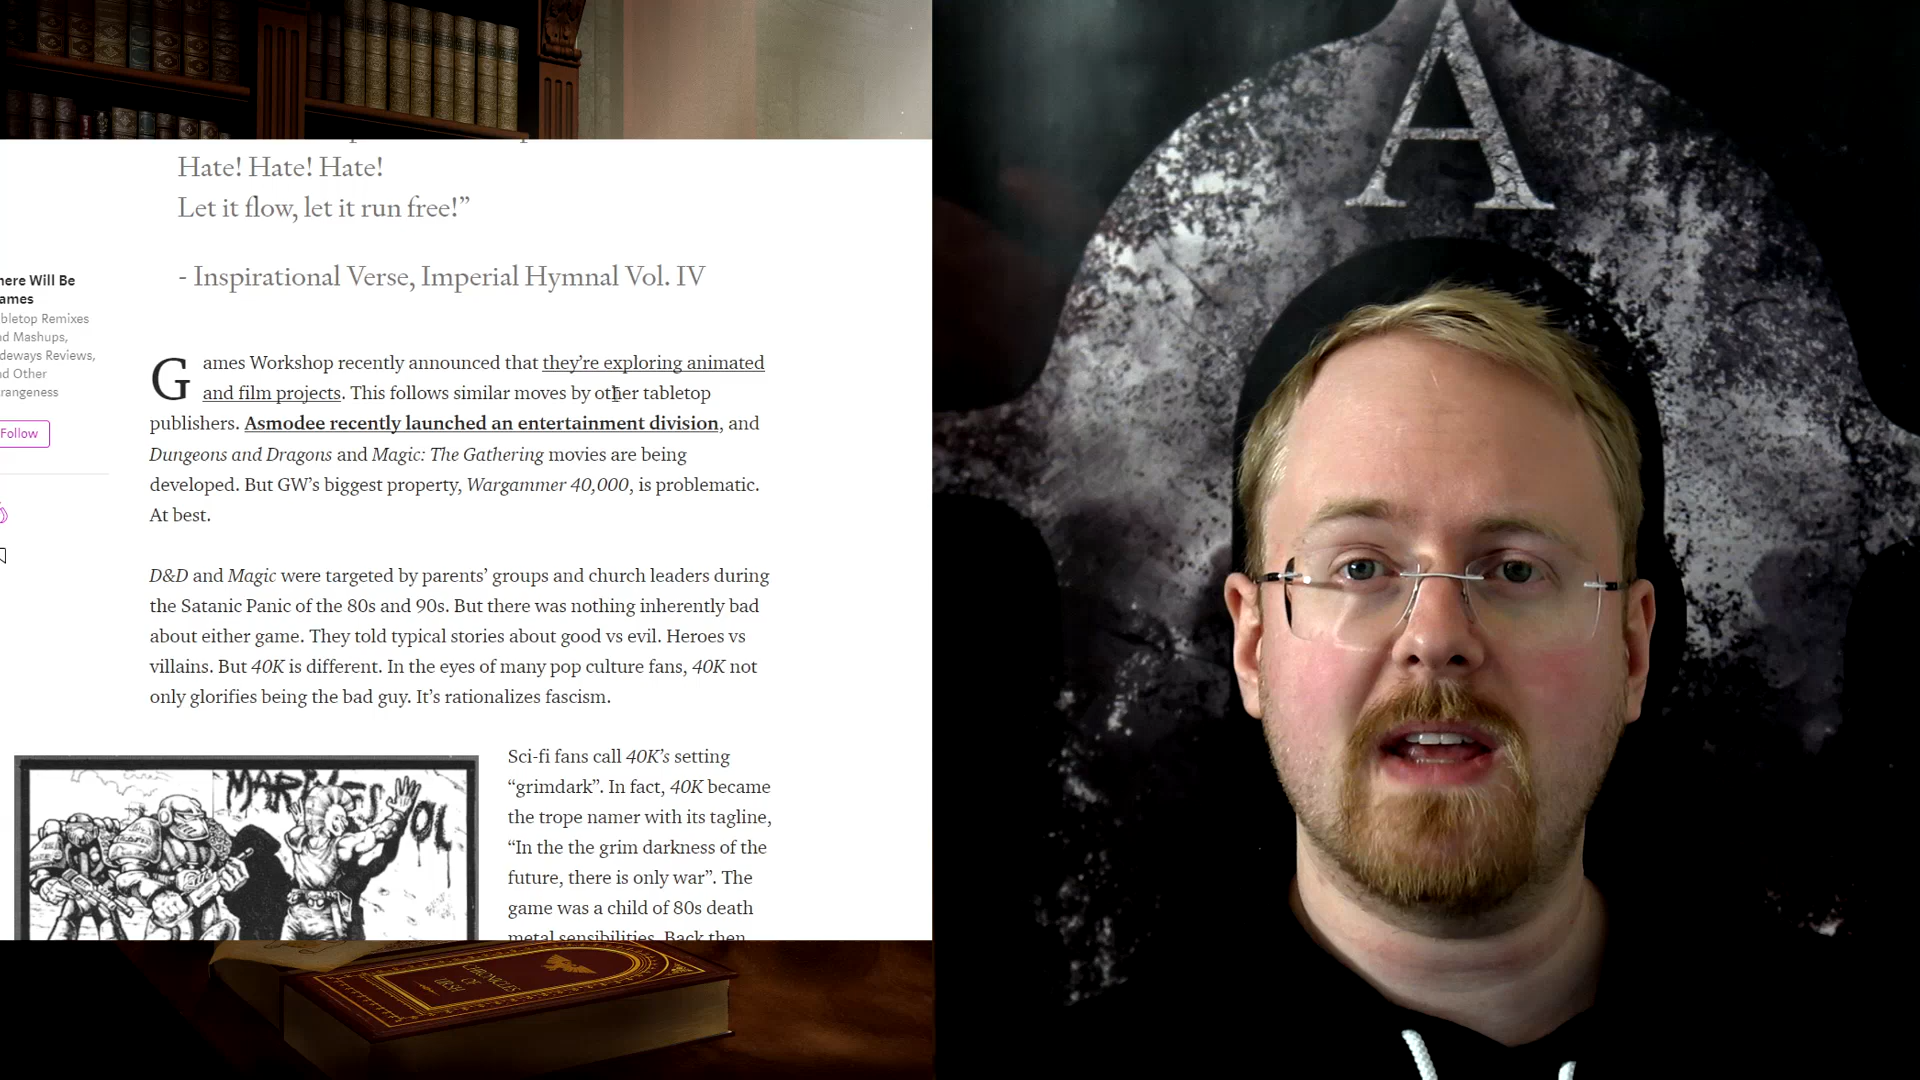 Hate! Hate! Hate!
Let it flow, let it run free!”
- Inspirational Verse, Imperial Hymnal Vol. IV
here Will Be
ames
bletop Remixes
nd Mashups,
deways Reviews,
nd Other
rangeness
Follow
Games Workshop recently announced that they’re exploring animated
and film projects. This follows similar moves by other tabletop
publishers. Asmodee recently launched an entertainment division, and
Dungeons and Dragons and Magic: The Gathering movies are being
developed. But GW’s biggest property, Wargammer 40,000, is problematic.
At best.
D&D and Magic were targeted by parents’ groups and church leaders during
the Satanic Panic of the 80s and 90s. But there was nothing inherently bad
about either game. They told typical stories about good vs evil. Heroes vs
villains. But 40K is different. In the eyes of many pop culture fans, 40K not
only glorifies being the bad guy. It’s rationalizes fascism.
Sci-fi fans call 40K’s setting
“grimdark”. In fact, 40K became
the trope namer with its tagline,
“In the the grim darkness of the
future, there is only war”. The
game was a child of 80s death
metal sensibilities. Back then
CHRONICLES
OF
URSH
A